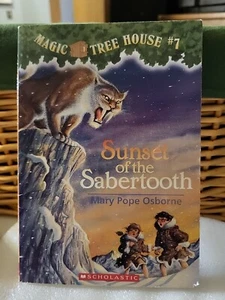 MAGIC TREE HOUSE #7
Sunset
of the
Sabertooth
Mary Pope Osborne
SCHOLASTIC